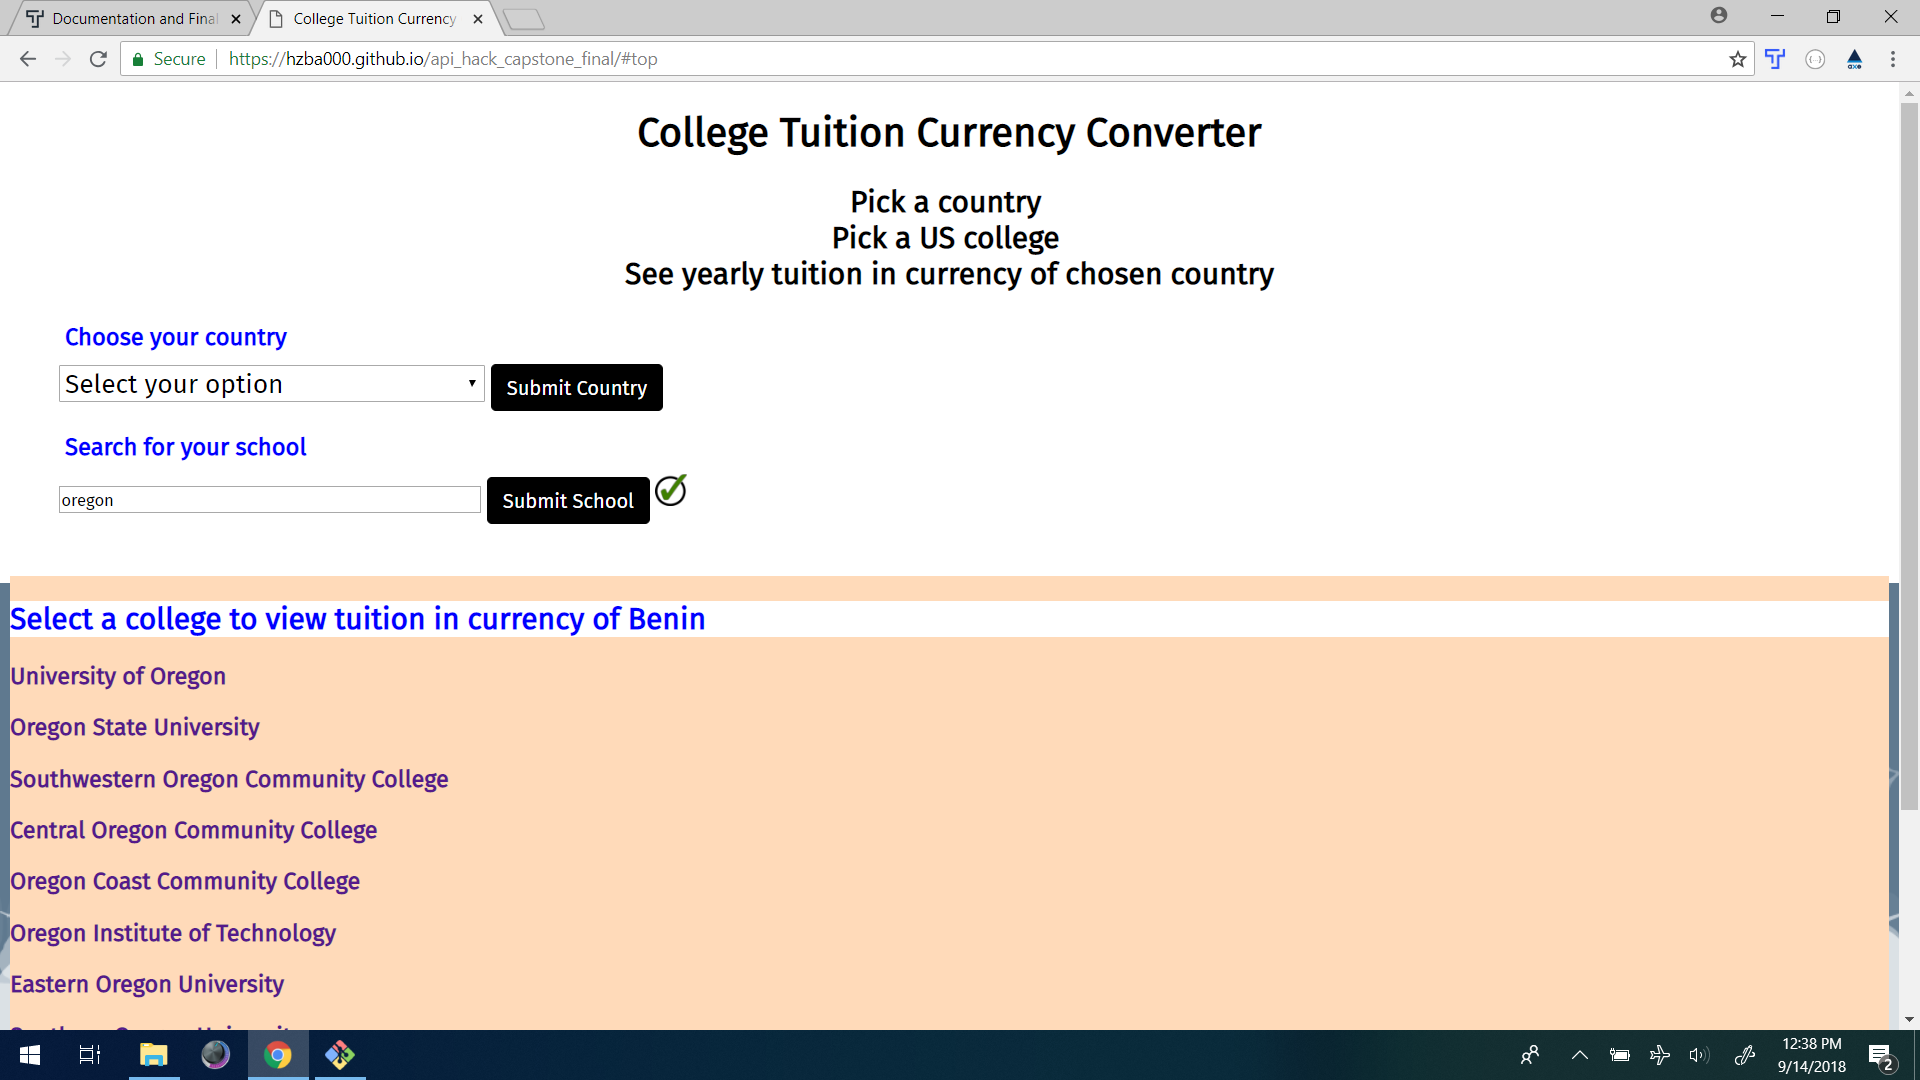 Documentation and Final
College Tuition Currency
Secure
https://hzba000.github.io/api_hack_capstone_final/#top
College Tuition Currency Converter
Pick a country
Pick a US college
See yearly tuition in currency of chosen country
Choose your country
Select your option
Submit Country
Search for your school
oregon
Submit School
Select a college to view tuition in currency of Benin
University of Oregon
Oregon State University
Southwestern Oregon Community College
Central Oregon Community College
Oregon Coast Community College
Oregon Institute of Technology
Eastern Oregon University
12:38 PM
9/14/2018
2